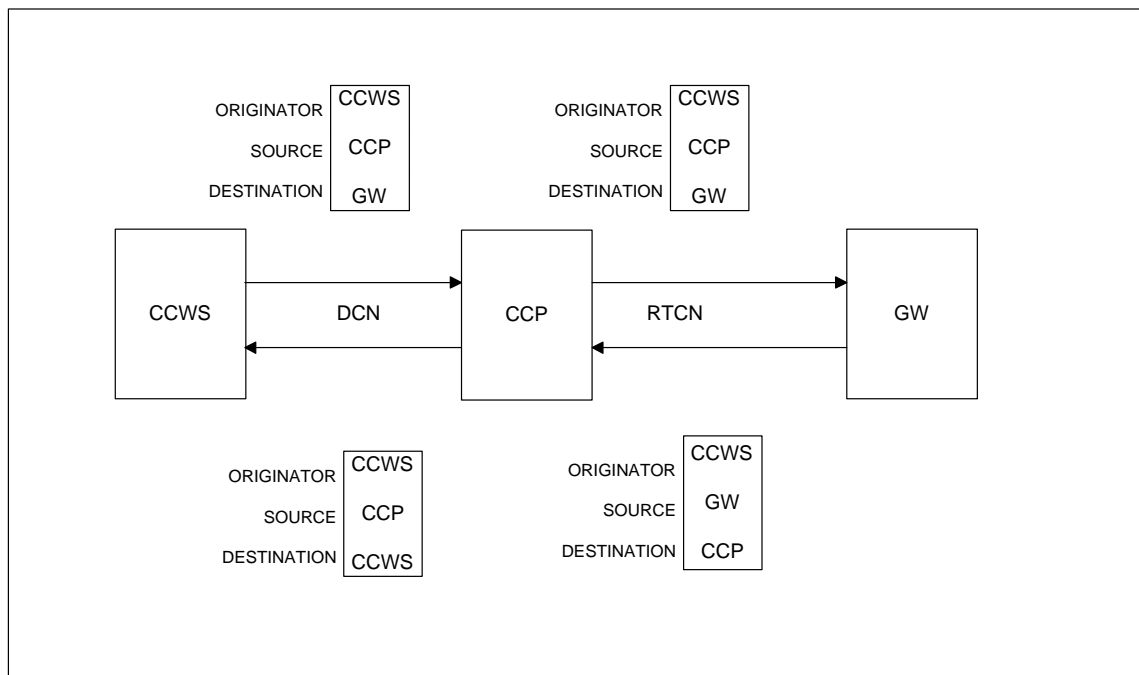 ORIGINATOR CCWS
SOURCE CCP
DESTINATION GW
ORIGINATOR CCWS
SOURCE CCP
DESTINATION GW
CCWS DCN CCP RTCN GW
ORIGINATOR CCWS
SOURCE CCP
DESTINATION CCWS
ORIGINATOR CCWS
SOURCE GW
DESTINATION CCP